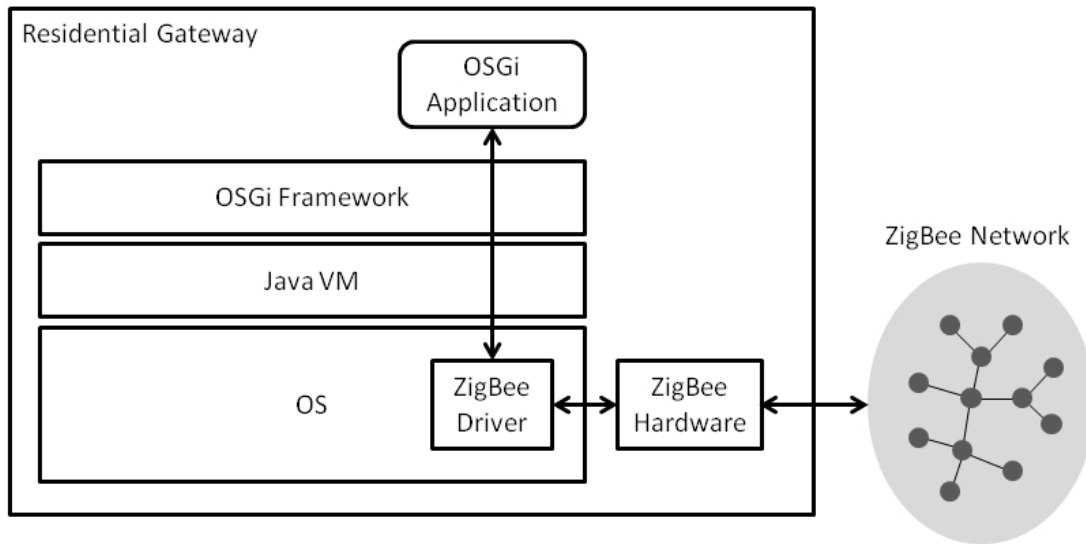 Residential Gateway
OSGi
Application
OSGi Framework
Java VM
OS
ZigBee
Driver
ZigBee
Hardware
ZigBee Network